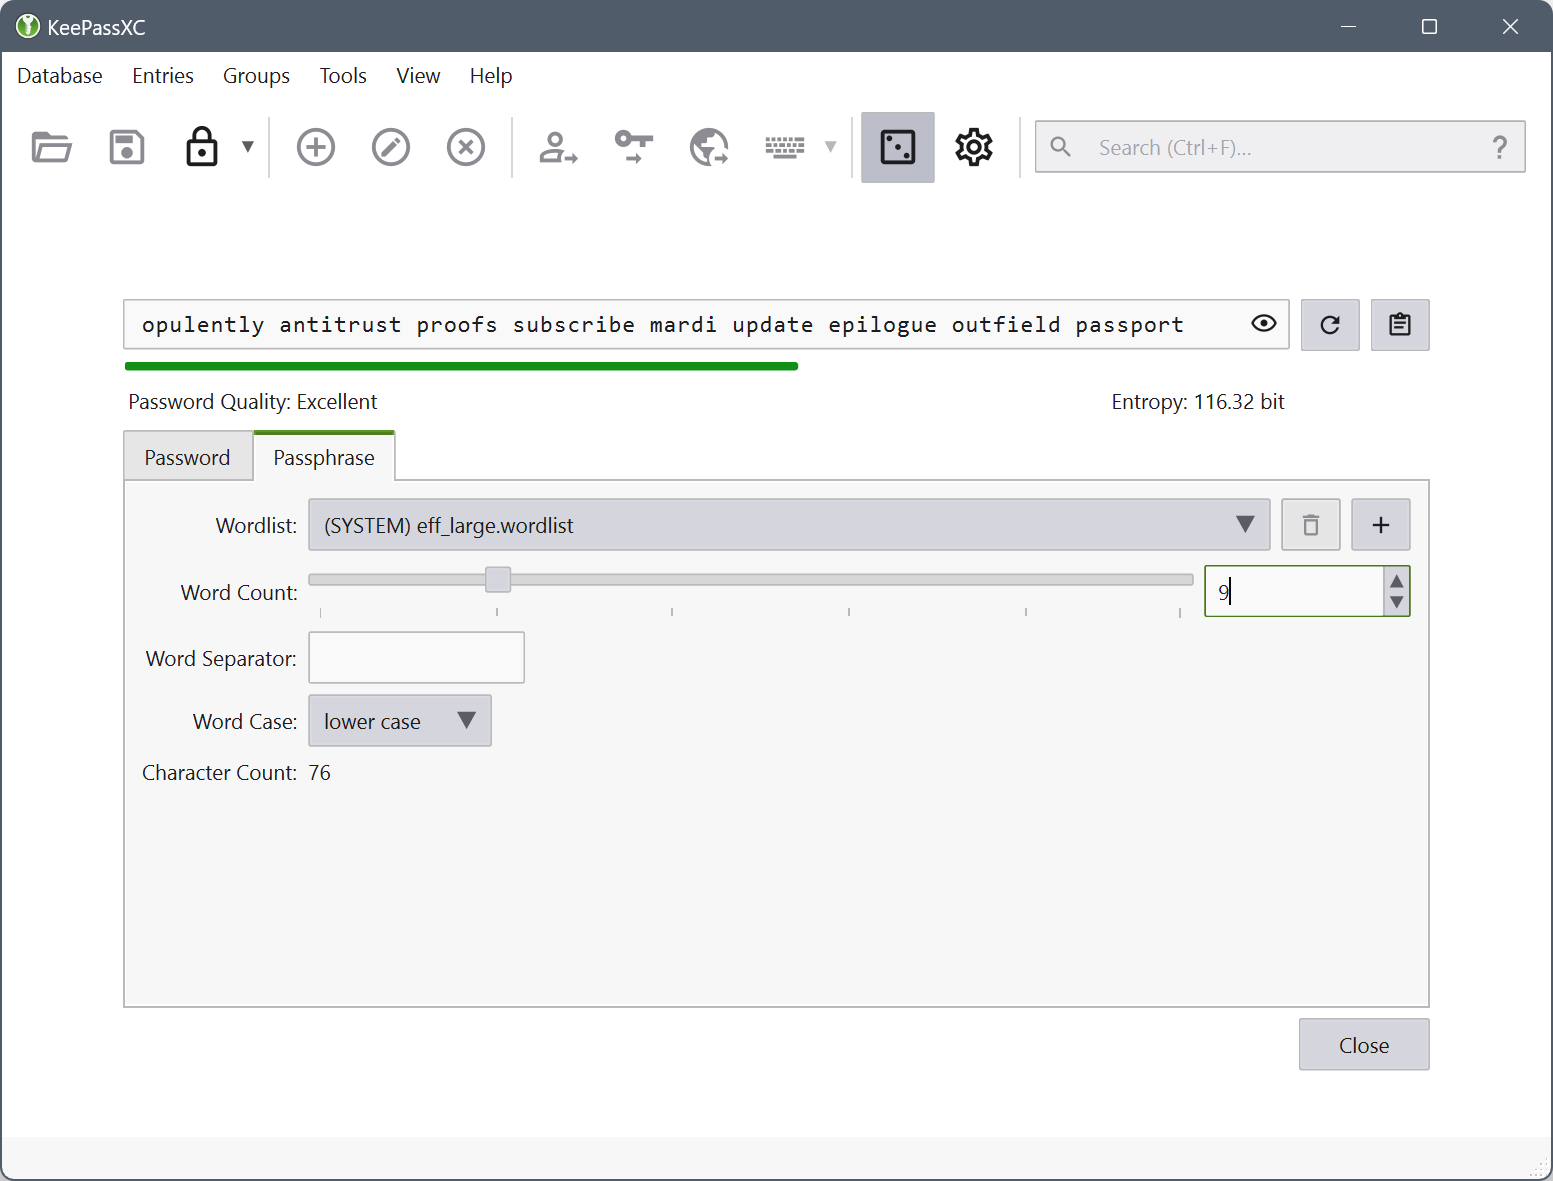 KeePassXC
Database Entries Groups Tools View Help
Search (Ctrl+F)... ?
opulently antitrust proofs subscribe mardi update epilogue outfield passport
Password Quality: Excellent Entropy: 116.32 bit
Password Passphrase
Wordlist: (SYSTEM) eff_large.wordlist
Word Count: 9
Word Separator:
Word Case: lower case
Character Count: 76
Close